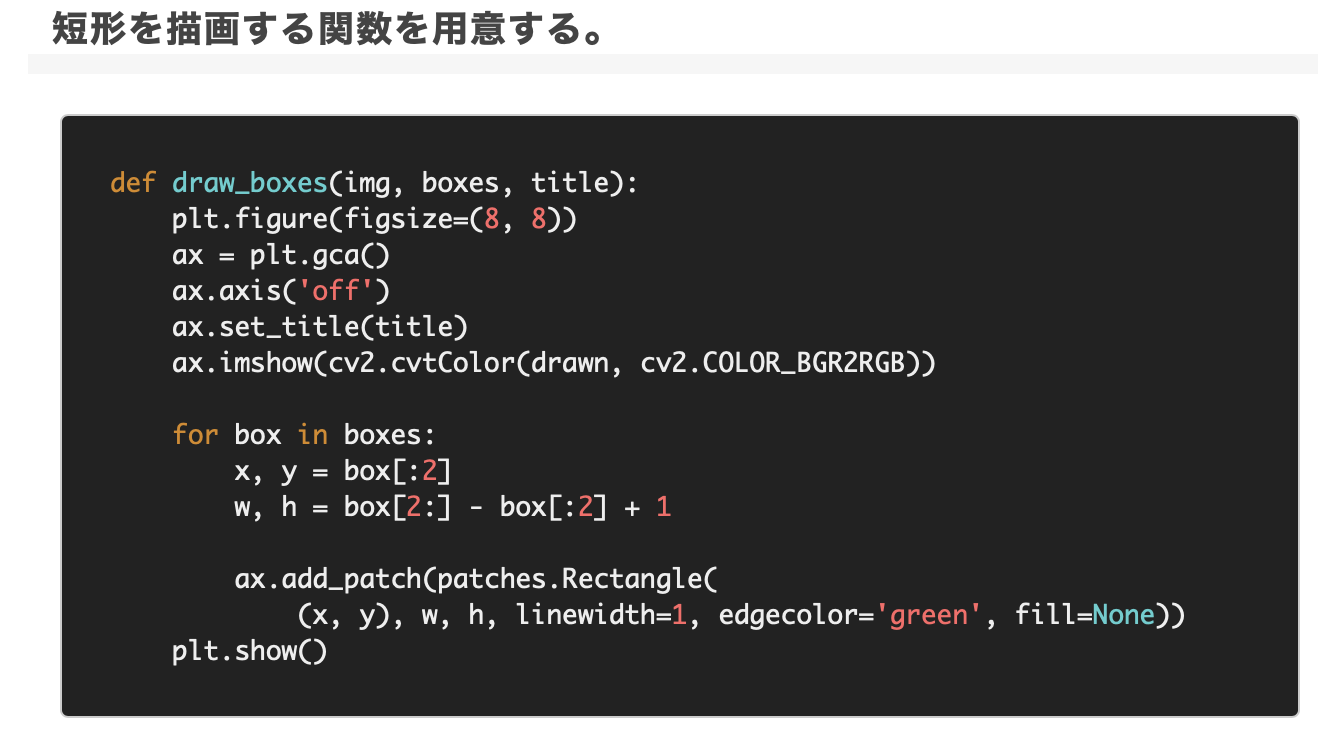 短形を描画する関数を用意する。
def draw_boxes(img, boxes, title):
    plt.figure(figsize=(8, 8))
    ax = plt.gca()
    ax.axis('off')
    ax.set_title(title)
    ax.imshow(cv2.cvtColor(drawn, cv2.COLOR_BGR2RGB))

    for box in boxes:
        x, y = box[:2]
        w, h = box[2:] - box[:2] + 1

        ax.add_patch(patches.Rectangle(
            (x, y), w, h, linewidth=1, edgecolor='green', fill=None))
    plt.show()